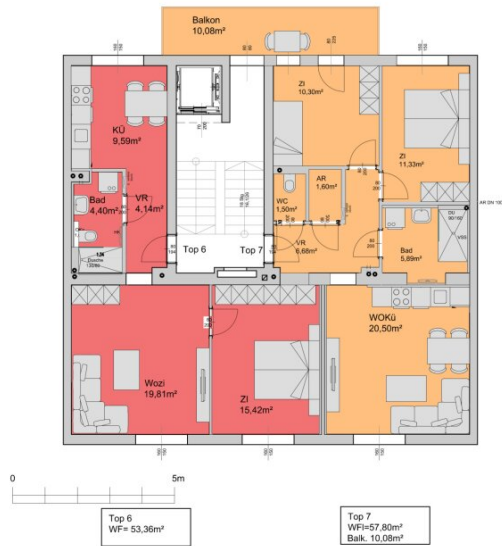 Balkon
10,08m²
KÜ
9,59m²
ZI
10.30m²
ZI
11,33m²
AR
1,60m²
WC
1,50m²
Bad
4,40m²
VR
4,14m²
Top 6
Top 7
VR
6,68m²
Bad
5,89m²
AR DN 100
Wozi
19,81m²
ZI
15,42m²
WOKü
20,50m²
0
5m
Top 6
WF= 53,36m²
Top 7
WFl=57,80m²
Balk. 10,08m²